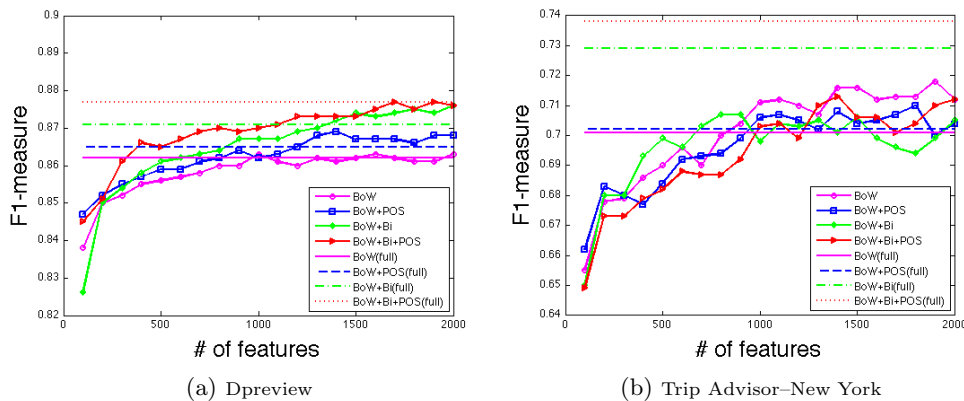 0.9
0.89
0.88
0.87
0.86
0.85
0.84
0.83
0.82
0
500
1000
1500
2000
F1-measure
# of features
BoW
BoW+POS
BoW+Bi
BoW+Bi+POS
BoW(full)
BoW+POS(full)
BoW+Bi(full)
BoW+Bi+POS(full)
(a) Dpreview
0.74
0.73
0.72
0.71
0.7
0.69
0.68
0.67
0.66
0.65
0.64
0
500
1000
1500
2000
F1-measure
# of features
BoW
BoW+POS
BoW+Bi
BoW+Bi+POS
BoW(full)
BoW+POS(full)
BoW+Bi(full)
BoW+Bi+POS(full)
(b) Trip Advisor–New York